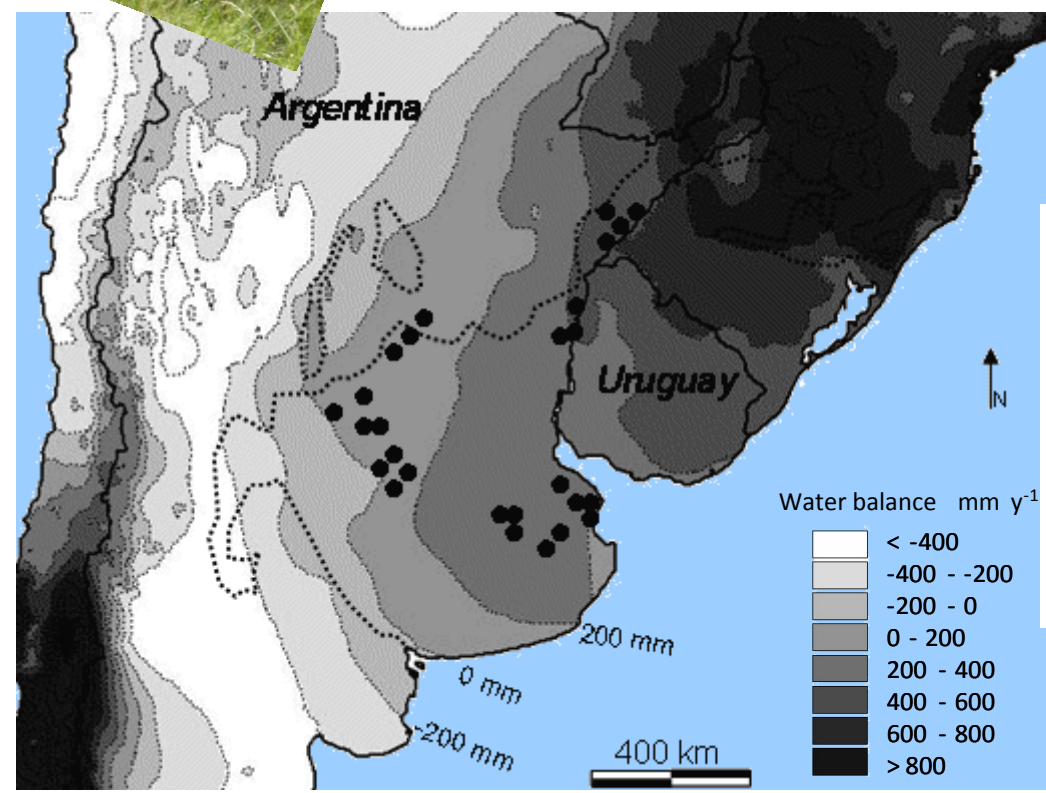 Argentina
Uruguay
N
Water balance mm y-1
< -400
-400 - -200
-200 - 0
0 - 200
200 - 400
400 - 600
600 - 800
> 800
200 mm
0 mm
-200 mm
400 km